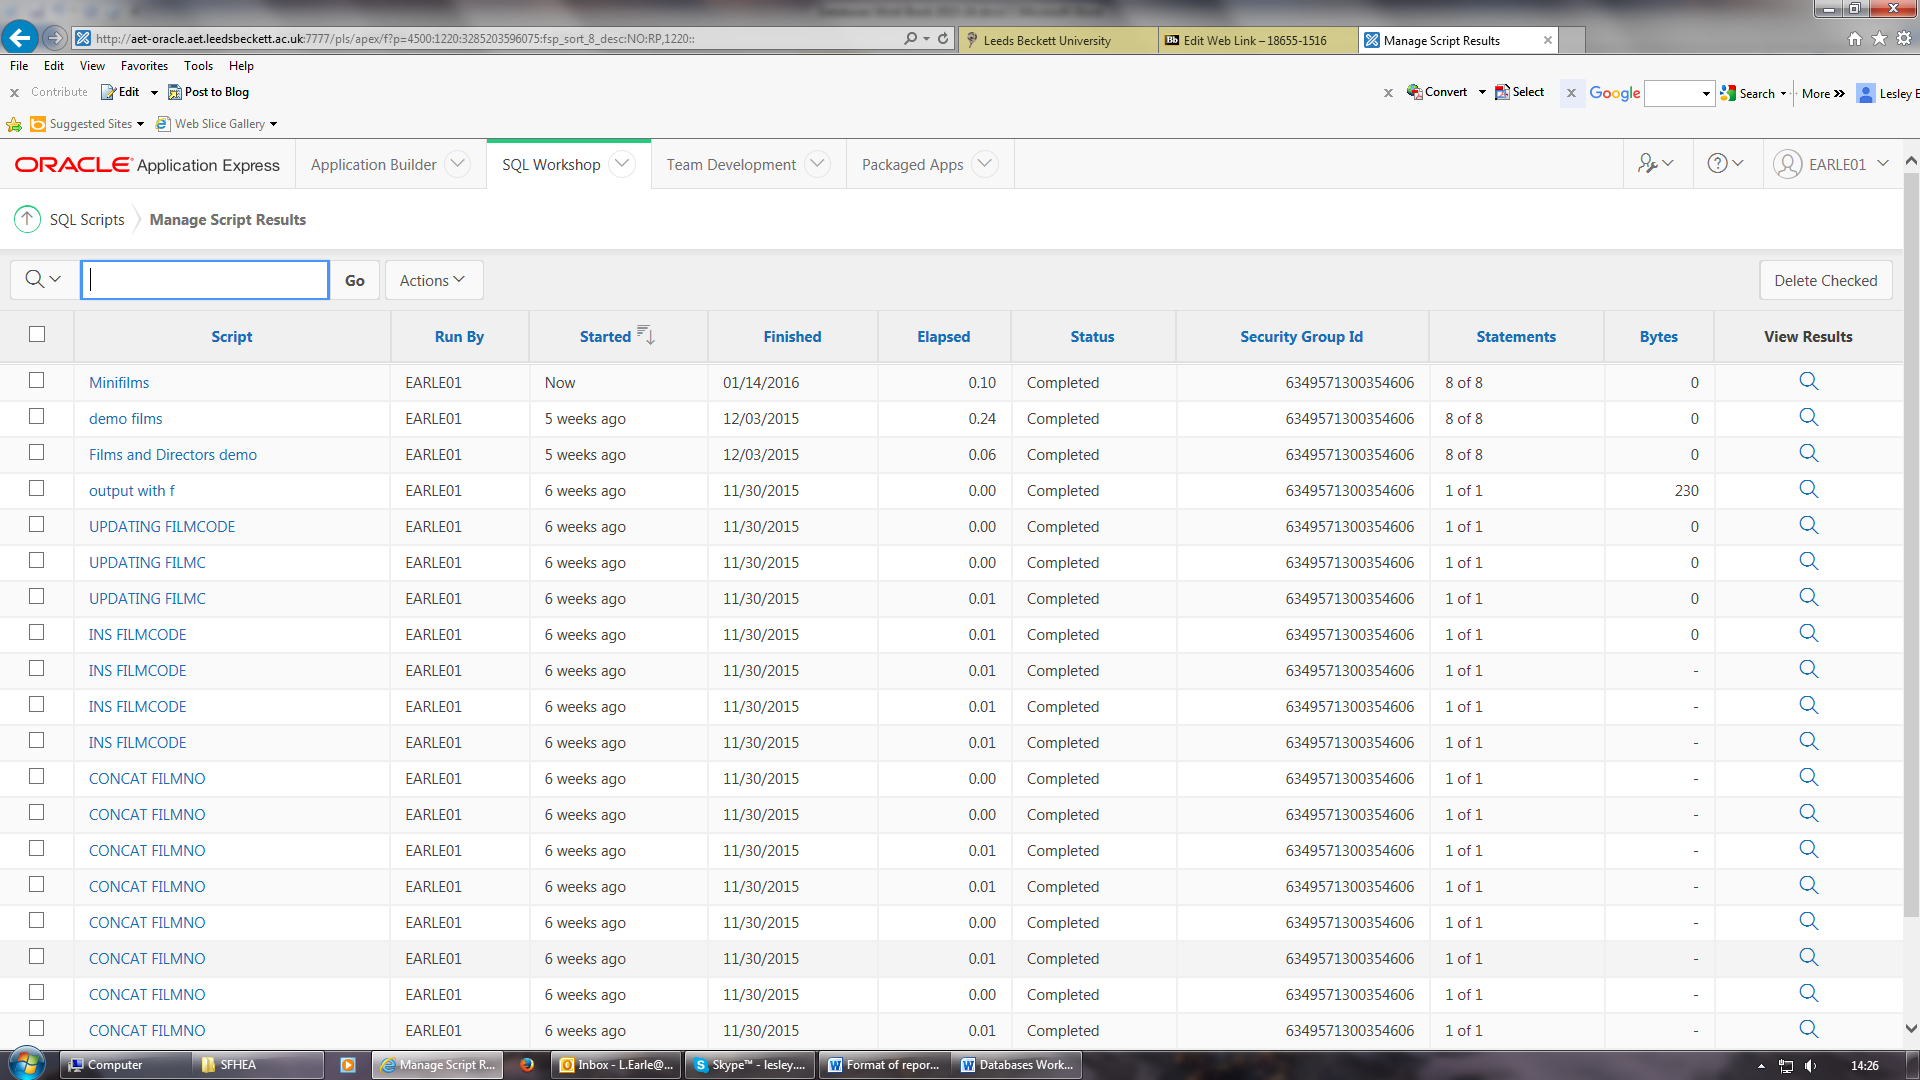 http://aet-oracle.aet.leedsbeckett.ac.uk:7777/pls/apex/f?p=4500:1220:3285203596075:fsp_sort_8_desc:NO:RP,1220::
Leeds Beckett University
Bb Edit Web Link – 18655-1516
Manage Script Results
File Edit View Favorites Tools Help
x Contribute Edit Post to Blog
x Convert Select x Google Search More Lesley E
Suggested Sites Web Slice Gallery
ORACLE Application Express Application Builder SQL Workshop Team Development Packaged Apps EARLE01
SQL Scripts Manage Script Results
Go Actions Delete Checked
Script Run By Started Finished Elapsed Status Security Group Id Statements Bytes View Results
Minifilms EARLE01 Now 01/14/2016 0.10 Completed 6349571300354606 8 of 8 0
demo films EARLE01 5 weeks ago 12/03/2015 0.24 Completed 6349571300354606 8 of 8 0
Films and Directors demo EARLE01 5 weeks ago 12/03/2015 0.06 Completed 6349571300354606 8 of 8 0
output with f EARLE01 6 weeks ago 11/30/2015 0.00 Completed 6349571300354606 1 of 1 230
UPDATING FILMCODE EARLE01 6 weeks ago 11/30/2015 0.00 Completed 6349571300354606 1 of 1 0
UPDATING FILMC EARLE01 6 weeks ago 11/30/2015 0.00 Completed 6349571300354606 1 of 1 0
UPDATING FILMC EARLE01 6 weeks ago 11/30/2015 0.01 Completed 6349571300354606 1 of 1 0
INS FILMCODE EARLE01 6 weeks ago 11/30/2015 0.01 Completed 6349571300354606 1 of 1 0
INS FILMCODE EARLE01 6 weeks ago 11/30/2015 0.01 Completed 6349571300354606 1 of 1 -
INS FILMCODE EARLE01 6 weeks ago 11/30/2015 0.01 Completed 6349571300354606 1 of 1 -
INS FILMCODE EARLE01 6 weeks ago 11/30/2015 0.01 Completed 6349571300354606 1 of 1 -
CONCAT FILMNO EARLE01 6 weeks ago 11/30/2015 0.00 Completed 6349571300354606 1 of 1 -
CONCAT FILMNO EARLE01 6 weeks ago 11/30/2015 0.00 Completed 6349571300354606 1 of 1 -
CONCAT FILMNO EARLE01 6 weeks ago 11/30/2015 0.01 Completed 6349571300354606 1 of 1 -
CONCAT FILMNO EARLE01 6 weeks ago 11/30/2015 0.01 Completed 6349571300354606 1 of 1 -
CONCAT FILMNO EARLE01 6 weeks ago 11/30/2015 0.00 Completed 6349571300354606 1 of 1 -
CONCAT FILMNO EARLE01 6 weeks ago 11/30/2015 0.01 Completed 6349571300354606 1 of 1 -
CONCAT FILMNO EARLE01 6 weeks ago 11/30/2015 0.00 Completed 6349571300354606 1 of 1 -
CONCAT FILMNO EARLE01 6 weeks ago 11/30/2015 0.01 Completed 6349571300354606 1 of 1 -
Computer SFHEA Manage Script R... Inbox - L.Earle@... Skype™ - lesley.... Format of repor... Databases Work... 14:26